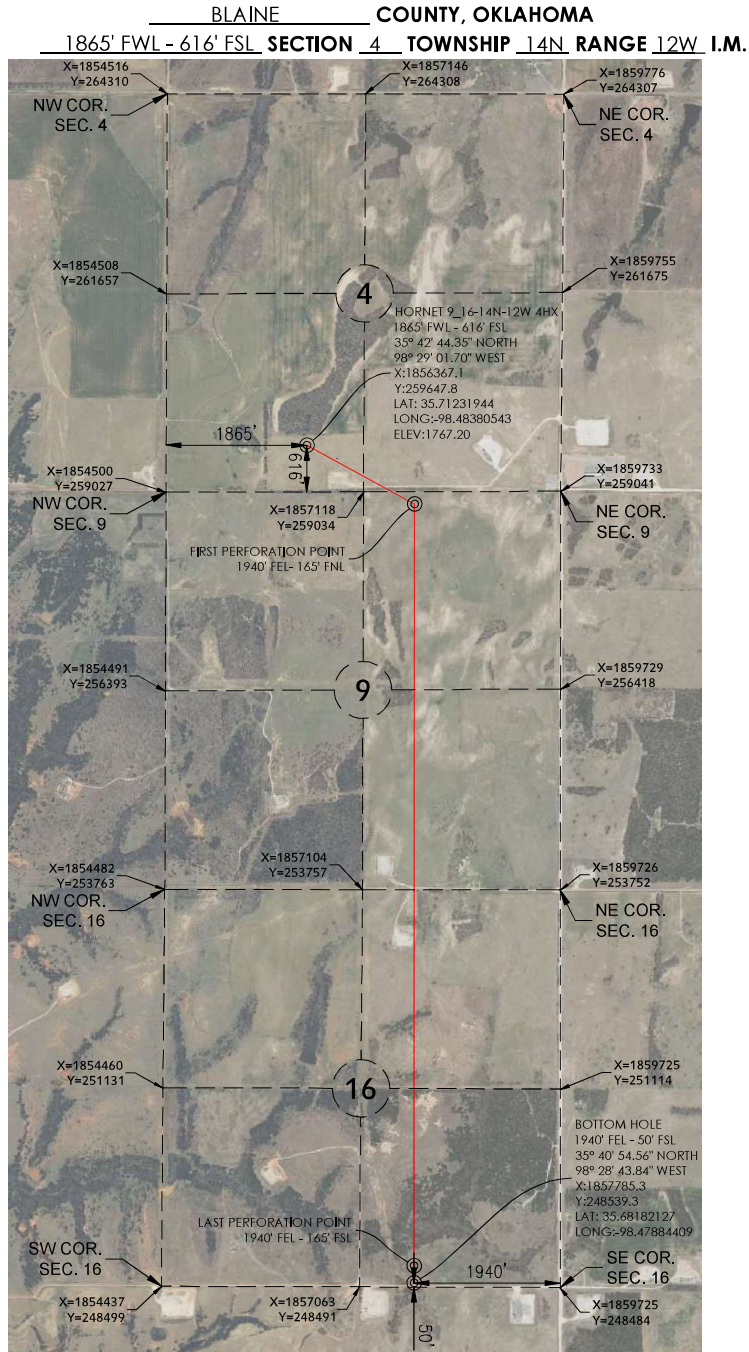 BLAINE COUNTY, OKLAHOMA
1865' FWL - 616' FSL SECTION 4 TOWNSHIP 14N RANGE 12W I.M.
X=1854516
Y=264310
X=1857146
Y=264308
X=1859776
Y=264307
NW COR.
SEC. 4
NE COR.
SEC. 4
X=1854508
Y=261657
X=1859755
Y=261675
4
HORNET 9_16-14N-12W 4HX
1865' FWL - 616' FSL
35° 42' 44.35" NORTH
98° 29' 01.70" WEST
X:1856367.1
Y:259647.8
LAT: 35.71231944
LONG:-98.48380543
ELEV:1767.20
1865'
616'
X=1854500
Y=259027
NW COR.
SEC. 9
X=1857118
Y=259034
X=1859733
Y=259041
NE COR.
SEC. 9
FIRST PERFORATION POINT
1940' FEL- 165' FNL
X=1854491
Y=256393
9
X=1859729
Y=256418
X=1854482
Y=253763
NW COR.
SEC. 16
X=1857104
Y=253757
X=1859726
Y=253752
NE COR.
SEC. 16
X=1854460
Y=251131
16
X=1859725
Y=251114
BOTTOM HOLE
1940' FEL - 50' FSL
35° 40' 54.56" NORTH
98° 28' 43.84" WEST
X:1857785.3
Y:248539.3
LAT: 35.68182127
LONG:-98.47884409
LAST PERFORATION POINT
1940' FEL - 165' FSL
SW COR.
SEC. 16
1940'
SE COR.
SEC. 16
X=1854437
Y=248499
X=1857063
Y=248491
50'
X=1859725
Y=248484